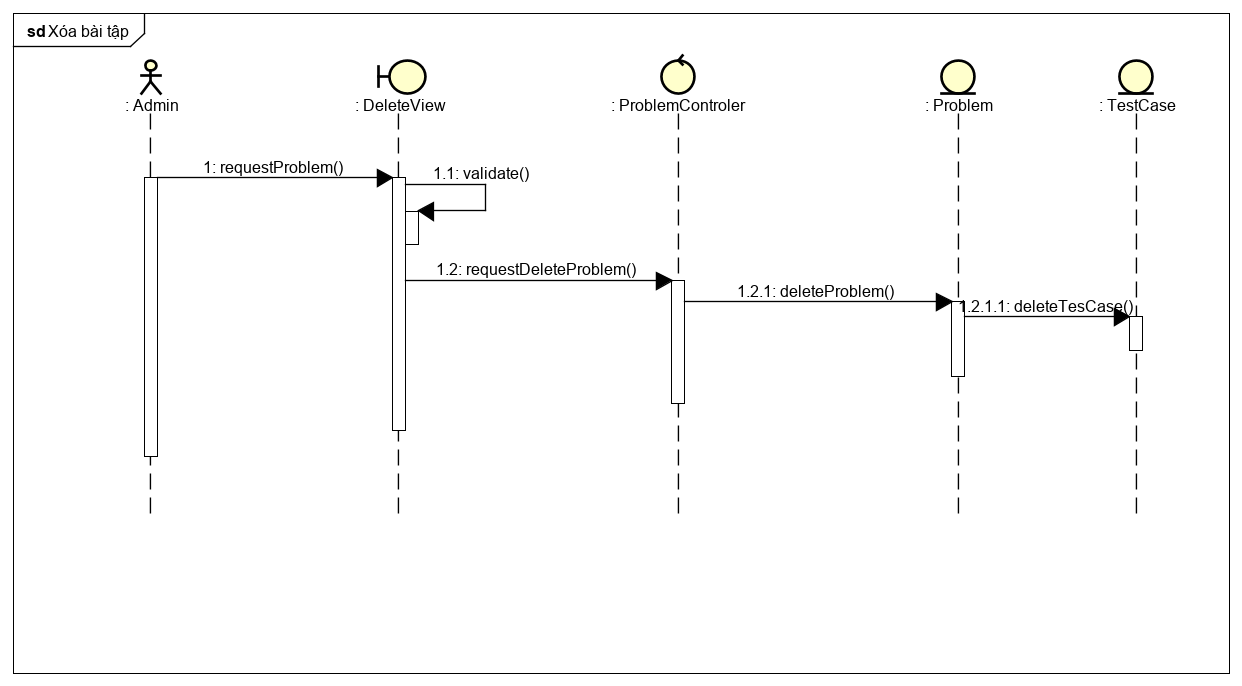 sd Xóa bài tập
: Admin
: DeleteView
: ProblemControler
: Problem
: TestCase
1: requestProblem()
1.1: validate()
1.2: requestDeleteProblem()
1.2.1: deleteProblem()
1.2.1.1: deleteTesCase()